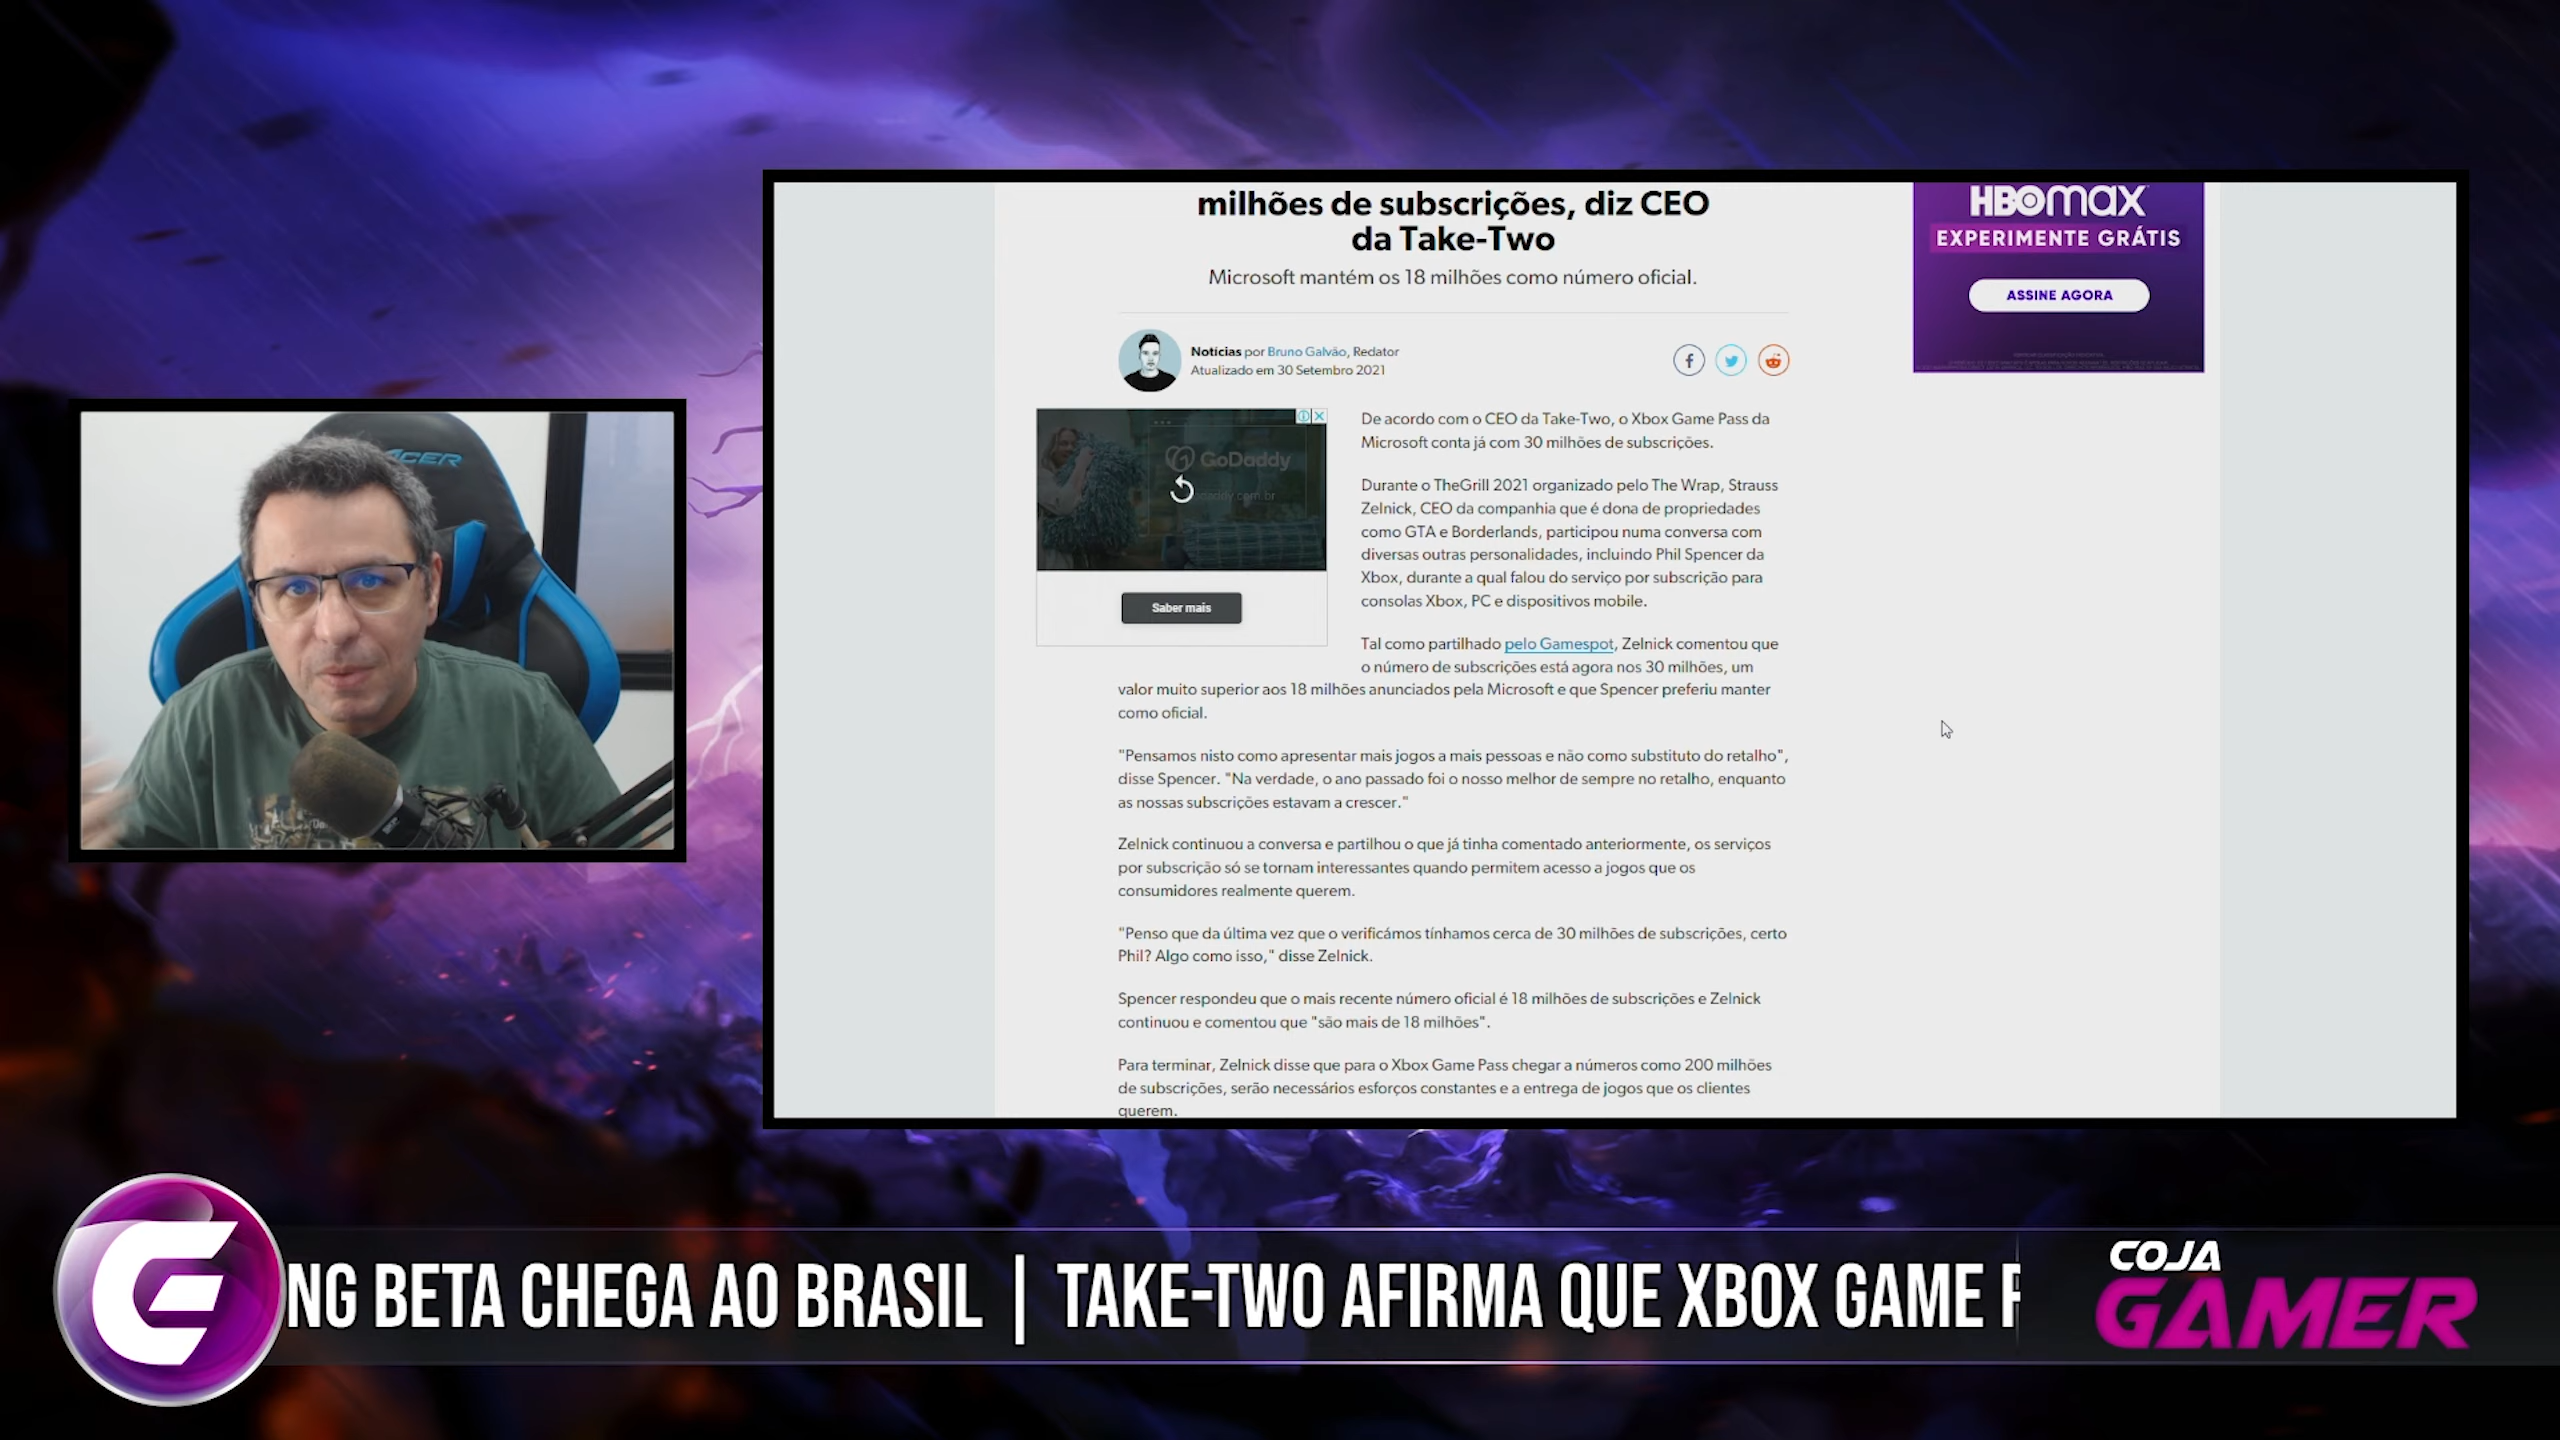 milhões de subscrições, diz CEO
da Take-Two
Microsoft mantém os 18 milhões como número oficial.
Notícias por Bruno Galvão, Redator
Atualizado em 30 Setembro 2021
HBOmax
EXPERIMENTE GRÁTIS
ASSINE AGORA
GoDaddy
daddy.com.br
Saber mais
De acordo com o CEO da Take-Two, o Xbox Game Pass da
Microsoft conta já com 30 milhões de subscrições.
Durante o TheGrill 2021 organizado pelo The Wrap, Strauss
Zelnick, CEO da companhia que é dona de propriedades
como GTA e Borderlands, participou numa conversa com
diversas outras personalidades, incluindo Phil Spencer da
Xbox, durante a qual falou do serviço por subscrição para
consolas Xbox, PC e dispositivos mobile.
Tal como partilhado pelo Gamespot, Zelnick comentou que
o número de subscrições está agora nos 30 milhões, um
valor muito superior aos 18 milhões anunciados pela Microsoft e que Spencer preferiu manter
como oficial.
"Pensamos nisto como apresentar mais jogos a mais pessoas e não como substituto do retalho",
disse Spencer. "Na verdade, o ano passado foi o nosso melhor de sempre no retalho, enquanto
as nossas subscrições estavam a crescer."
Zelnick continuou a conversa e partilhou o que já tinha comentado anteriormente, os serviços
por subscrição só se tornam interessantes quando permitem acesso a jogos que os
consumidores realmente querem.
"Penso que da última vez que o verificámos tínhamos cerca de 30 milhões de subscrições, certo
Phil? Algo como isso," disse Zelnick.
Spencer respondeu que o mais recente número oficial é 18 milhões de subscrições e Zelnick
continuou e comentou que "são mais de 18 milhões".
Para terminar, Zelnick disse que para o Xbox Game Pass chegar a números como 200 milhões
de subscrições, serão necessários esforços constantes e a entrega de jogos que os clientes
querem.
NG BETA CHEGA AO BRASIL | TAKE-TWO AFIRMA QUE XBOX GAME P
COJA
GAMER